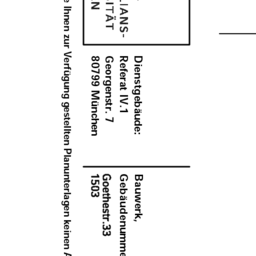 LIANS-
ITÄT
N
Dienstgebäude:
Referat IV.1
Georgenstr. 7
80799 München
Bauwerk,
Gebäudenumme
Goethestr.33
1503
e Ihnen zur Verfügung gestellten Planunterlagen keinen A